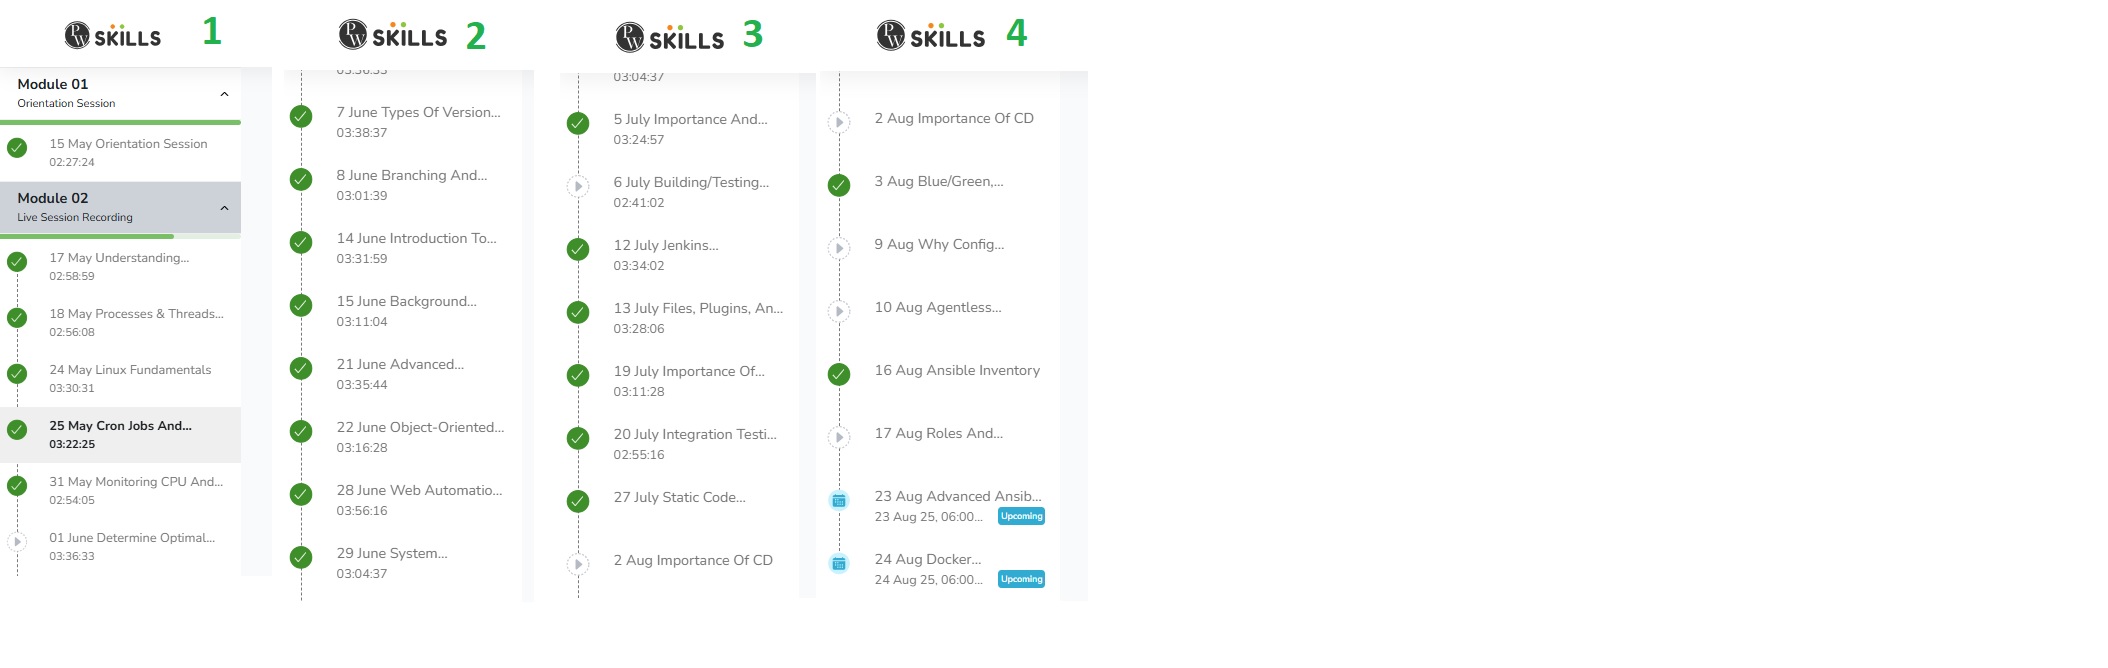 PW SKILLS 1
Module 01
Orientation Session
15 May Orientation Session
02:27:24
Module 02
Live Session Recording
17 May Understanding...
02:58:59
18 May Processes & Threads...
02:56:08
24 May Linux Fundamentals
03:30:31
25 May Cron Jobs And...
03:22:25
31 May Monitoring CPU And...
02:54:05
01 June Determine Optimal...
03:36:33
PW SKILLS 2
03:36:33
7 June Types Of Version...
03:38:37
8 June Branching And...
03:01:39
14 June Introduction To...
03:31:59
15 June Background...
03:11:04
21 June Advanced...
03:35:44
22 June Object-Oriented...
03:16:28
28 June Web Automatio...
03:56:16
29 June System...
03:04:37
PW SKILLS 3
03:04:37
5 July Importance And...
03:24:57
6 July Building/Testing...
02:41:02
12 July Jenkins...
03:34:02
13 July Files, Plugins, An...
03:28:06
19 July Importance Of...
03:11:28
20 July Integration Testi...
02:55:16
27 July Static Code...
2 Aug Importance Of CD
PW SKILLS 4
2 Aug Importance Of CD
3 Aug Blue/Green,...
9 Aug Why Config...
10 Aug Agentless...
16 Aug Ansible Inventory
17 Aug Roles And...
23 Aug Advanced Ansib...
23 Aug 25, 06:00... Upcoming
24 Aug Docker...
24 Aug 25, 06:00... Upcoming